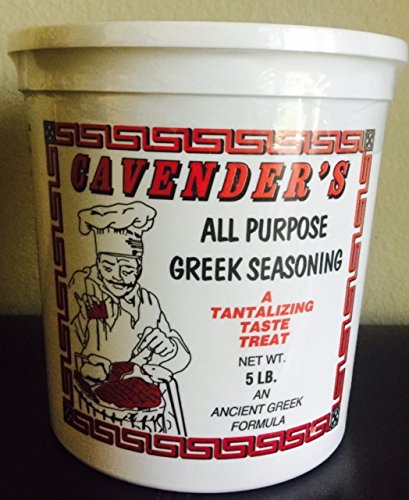 CAVENDER'S
ALL PURPOSE
GREEK SEASONING
A
TANTALIZING
TASTE
TREAT
NET WT.
5 LB.
AN
ANCIENT GREEK
FORMULA